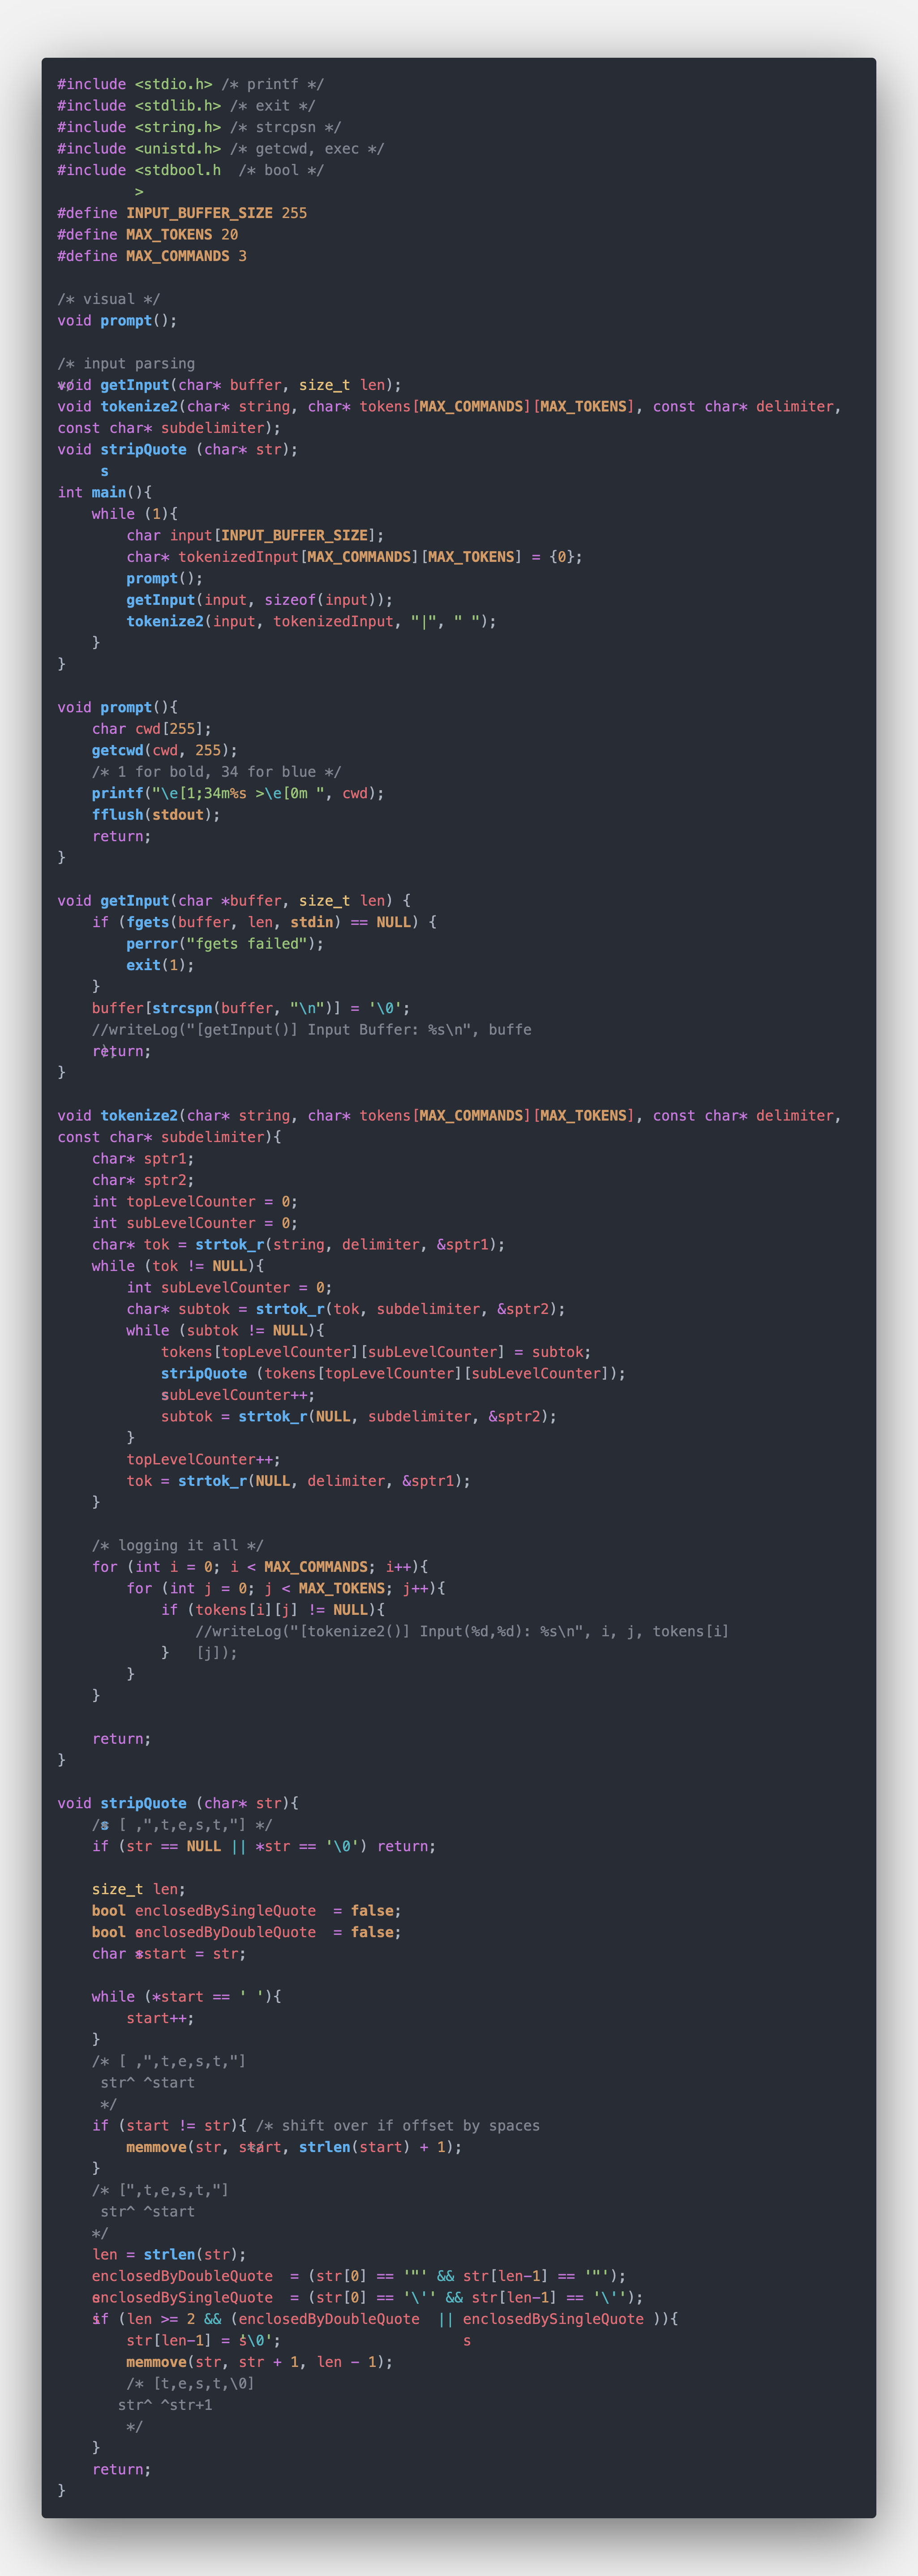 #include <stdio.h> /* printf */
#include <stdlib.h> /* exit */
#include <string.h> /* strcpsn */
#include <unistd.h> /* getcwd, exec */
#include <stdbool.h  /* bool */
>
#define INPUT_BUFFER_SIZE 255
#define MAX_TOKENS 20
#define MAX_COMMANDS 3

/* visual */
void prompt();

/* input parsing
*/
void getInput(char* buffer, size_t len);
void tokenize2(char* string, char* tokens[MAX_COMMANDS][MAX_TOKENS], const char* delimiter,
const char* subdelimiter);
void stripQuote (char* str);
s
int main(){
    while (1){
        char input[INPUT_BUFFER_SIZE];
        char* tokenizedInput[MAX_COMMANDS][MAX_TOKENS] = {0};
        prompt();
        getInput(input, sizeof(input));
        tokenize2(input, tokenizedInput, "|", " ");
    }
}

void prompt(){
    char cwd[255];
    getcwd(cwd, 255);
    /* 1 for bold, 34 for blue */
    printf("\e[1;34m%s >\e[0m ", cwd);
    fflush(stdout);
    return;
}

void getInput(char *buffer, size_t len) {
    if (fgets(buffer, len, stdin) == NULL) {
        perror("fgets failed");
        exit(1);
    }
    buffer[strcspn(buffer, "\n")] = '\0';
    //writeLog("[getInput()] Input Buffer: %s\n", buffe
r);
    return;
}

void tokenize2(char* string, char* tokens[MAX_COMMANDS][MAX_TOKENS], const char* delimiter,
const char* subdelimiter){
    char* sptr1;
    char* sptr2;
    int topLevelCounter = 0;
    int subLevelCounter = 0;
    char* tok = strtok_r(string, delimiter, &sptr1);
    while (tok != NULL){
        int subLevelCounter = 0;
        char* subtok = strtok_r(tok, subdelimiter, &sptr2);
        while (subtok != NULL){
            tokens[topLevelCounter][subLevelCounter] = subtok;
            stripQuote (tokens[topLevelCounter][subLevelCounter]);
s
            subLevelCounter++;
            subtok = strtok_r(NULL, subdelimiter, &sptr2);
        }
        topLevelCounter++;
        tok = strtok_r(NULL, delimiter, &sptr1);
    }

    /* logging it all */
    for (int i = 0; i < MAX_COMMANDS; i++){
        for (int j = 0; j < MAX_TOKENS; j++){
            if (tokens[i][j] != NULL){
                //writeLog("[tokenize2()] Input(%d,%d): %s\n", i, j, tokens[i]
            }   [j]);
        }
    }

    return;
}

void stripQuote (char* str){
s
    /* [ ,",t,e,s,t,"] */
    if (str == NULL || *str == '\0') return;

    size_t len;
    bool enclosedBySingleQuote  = false;
s
    bool enclosedByDoubleQuote  = false;
s
    char *start = str;

    while (*start == ' '){
        start++;
    }
    /* [ ,",t,e,s,t,"]
     str^ ^start
     */
    if (start != str){ /* shift over if offset by spaces
*/
        memmove(str, start, strlen(start) + 1);
    }
    /* [",t,e,s,t,"]
     str^ ^start
    */
    len = strlen(str);
    enclosedByDoubleQuote  = (str[0] == '"' && str[len-1] == '"');
s
    enclosedBySingleQuote  = (str[0] == '\'' && str[len-1] == '\'');
s
    if (len >= 2 && (enclosedByDoubleQuote  || enclosedBySingleQuote )){
s s
        str[len-1] = '\0';
        memmove(str, str + 1, len - 1);
        /* [t,e,s,t,\0]
       str^ ^str+1
        */
    }
    return;
}